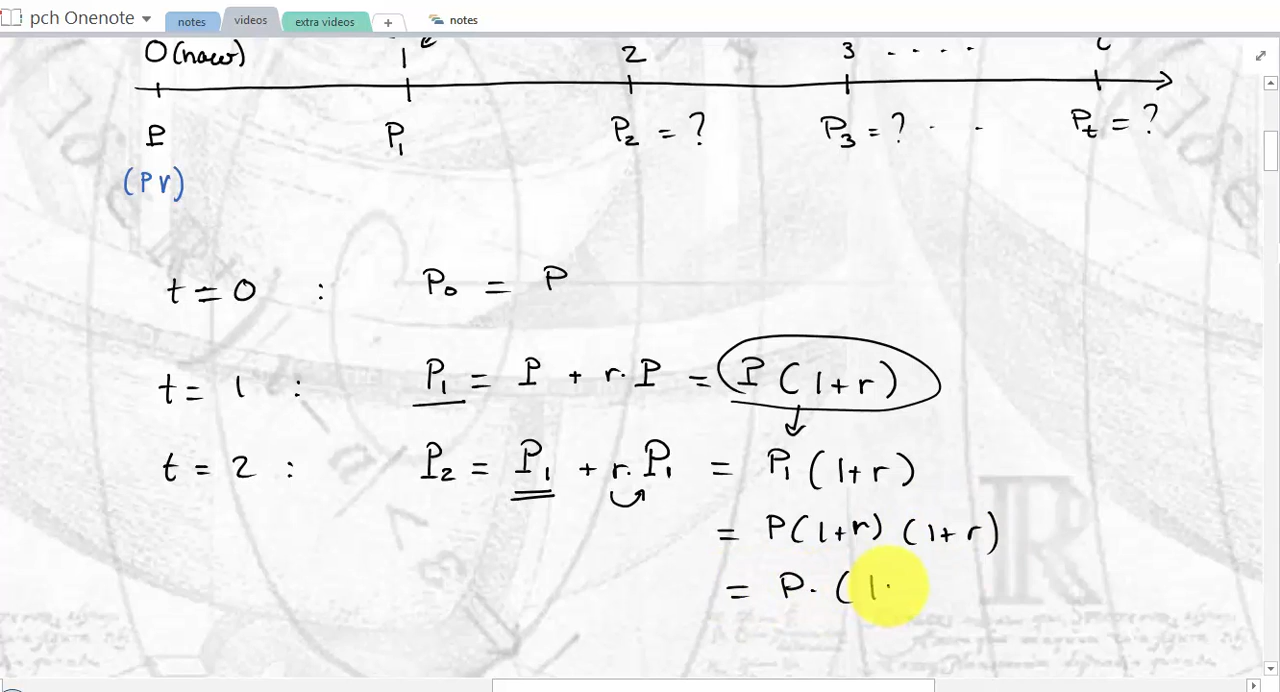 pch Onenote
notes videos extra videos + notes
0 (now) 1 2 3 . . . .
P P₁ P₂ = ? P₃ = ? . . Pₜ = ?
(Pr)
t = 0 : P₀ = P
t = 1 : P₁ = P + r·P = P(1+r)
t = 2 : P₂ = P₁ + r·P₁ = P₁(1+r)
= P(1+r)(1+r)
= P·(1